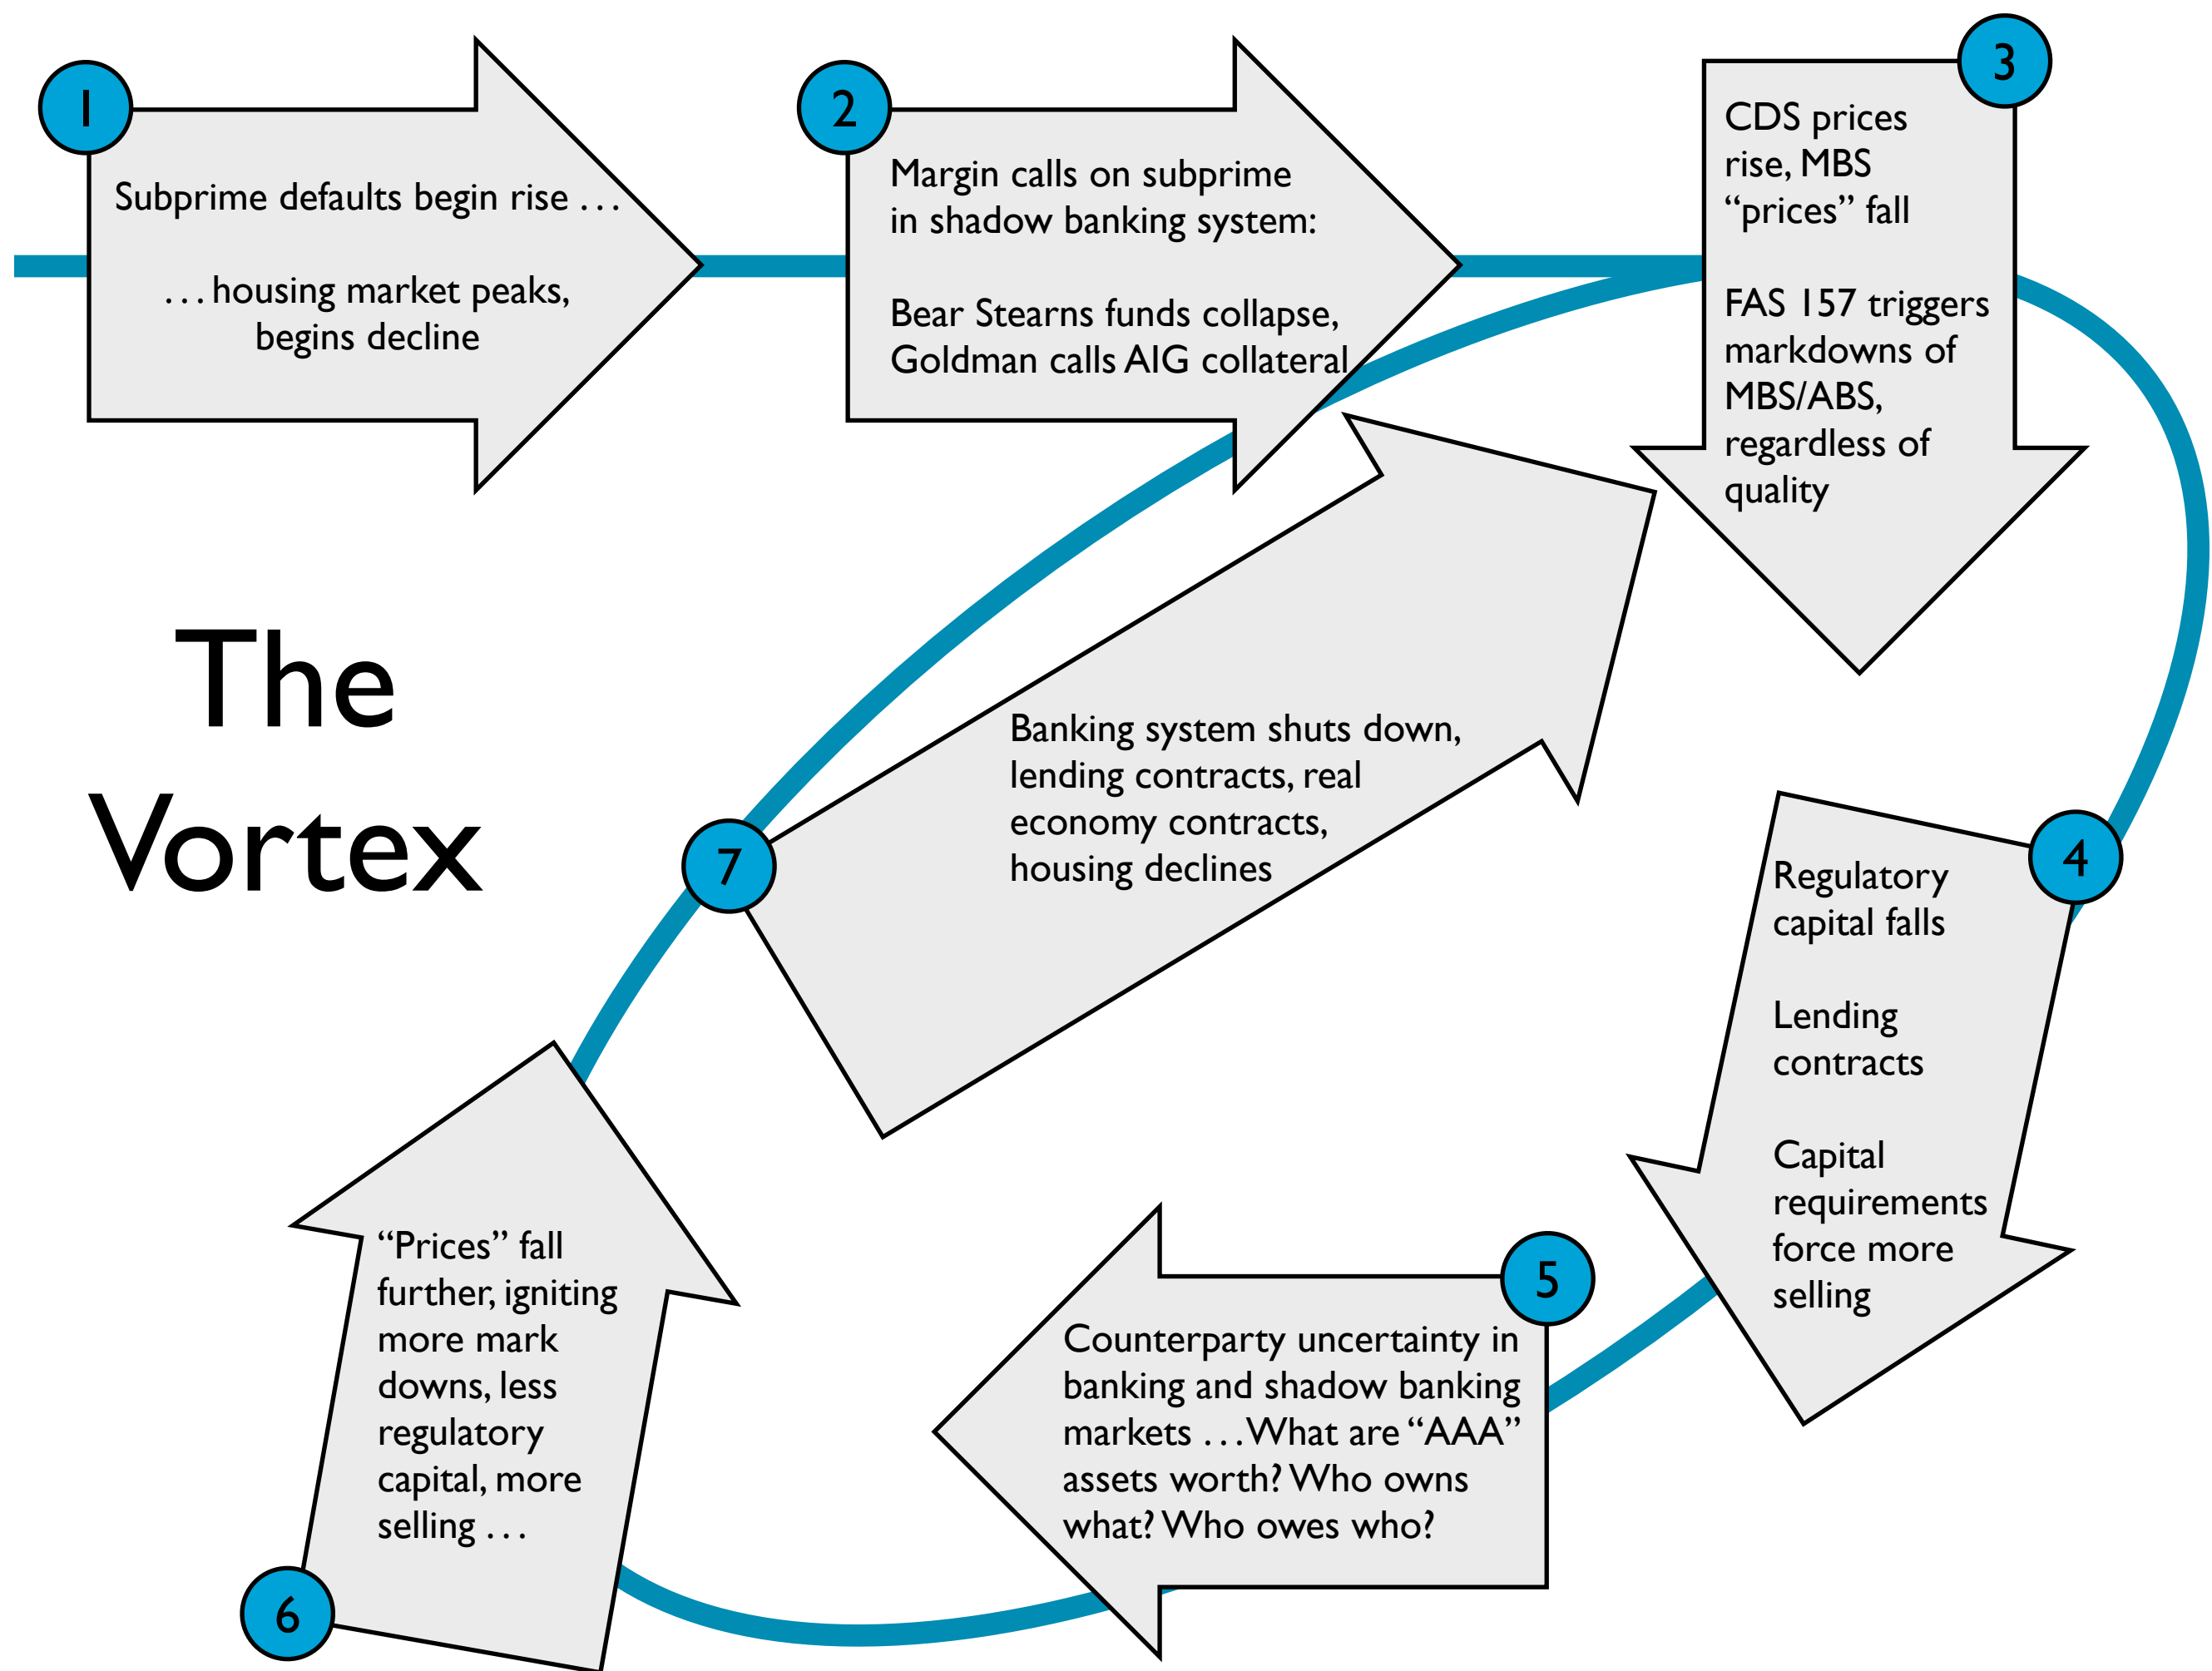 1
Subprime defaults begin rise . . .
. . . housing market peaks,
begins decline
2
Margin calls on subprime
in shadow banking system:
Bear Stearns funds collapse,
Goldman calls AIG collateral
3
CDS prices
rise, MBS
“prices” fall
FAS 157 triggers
markdowns of
MBS/ABS,
regardless of
quality
The
Vortex
4
Regulatory
capital falls
Lending
contracts
Capital
requirements
force more
selling
5
Counterparty uncertainty in
banking and shadow banking
markets . . . What are “AAA”
assets worth? Who owns
what? Who owes who?
6
“Prices” fall
further, igniting
more mark
downs, less
regulatory
capital, more
selling . . .
7
Banking system shuts down,
lending contracts, real
economy contracts,
housing declines